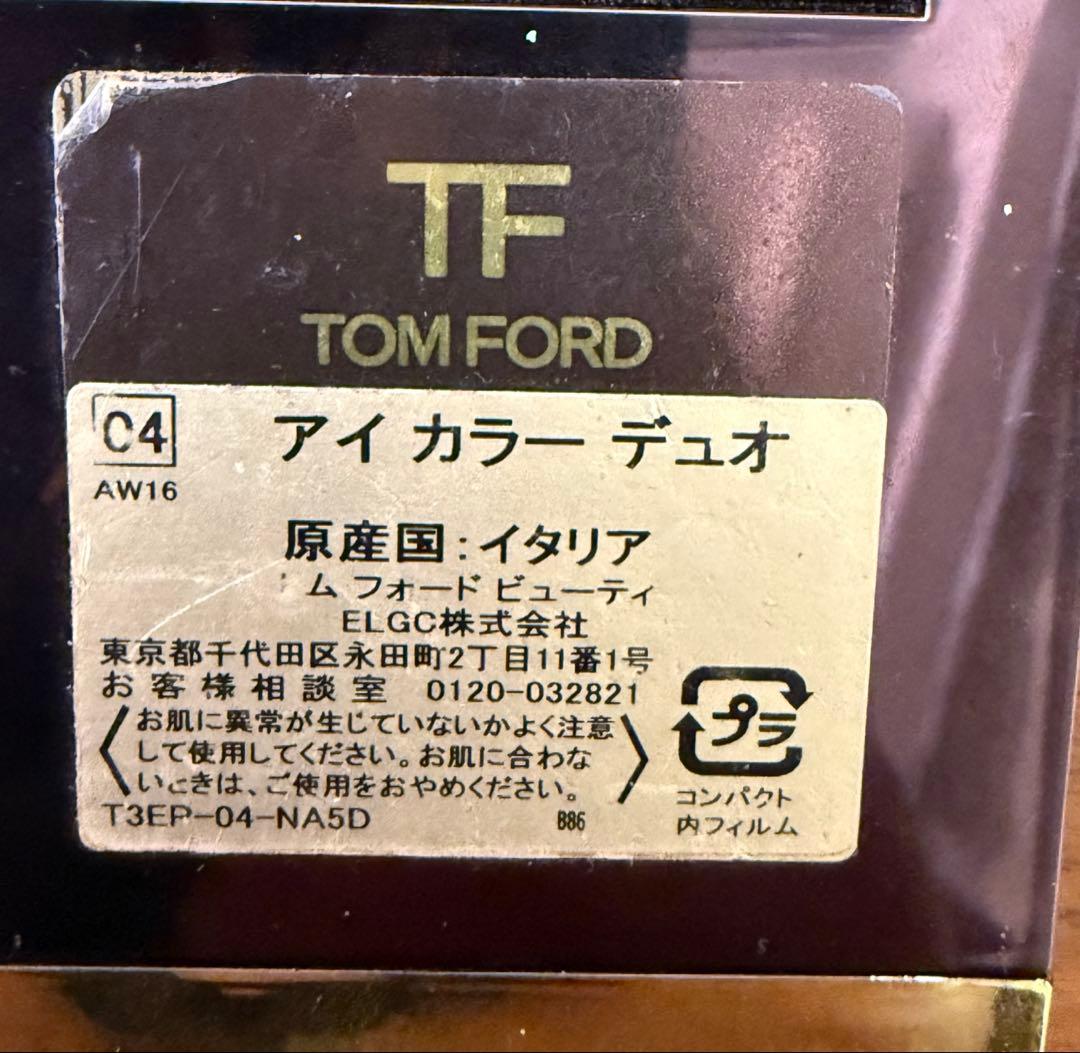 TF
TOM FORD
04
アイ カラー デュオ
AW16
原産国:イタリア
ム フォード ビューティ
ELGC株式会社
東京都千代田区永田町2丁目11番1号
お客様相談室 0120-032821
〈お肌に異常が生じていないかよく注意
して使用してください。お肌に合わな
いときは、ご使用をおやめください。〉
T3EP-04-NA5D B86
プラ
コンパクト
内フィルム